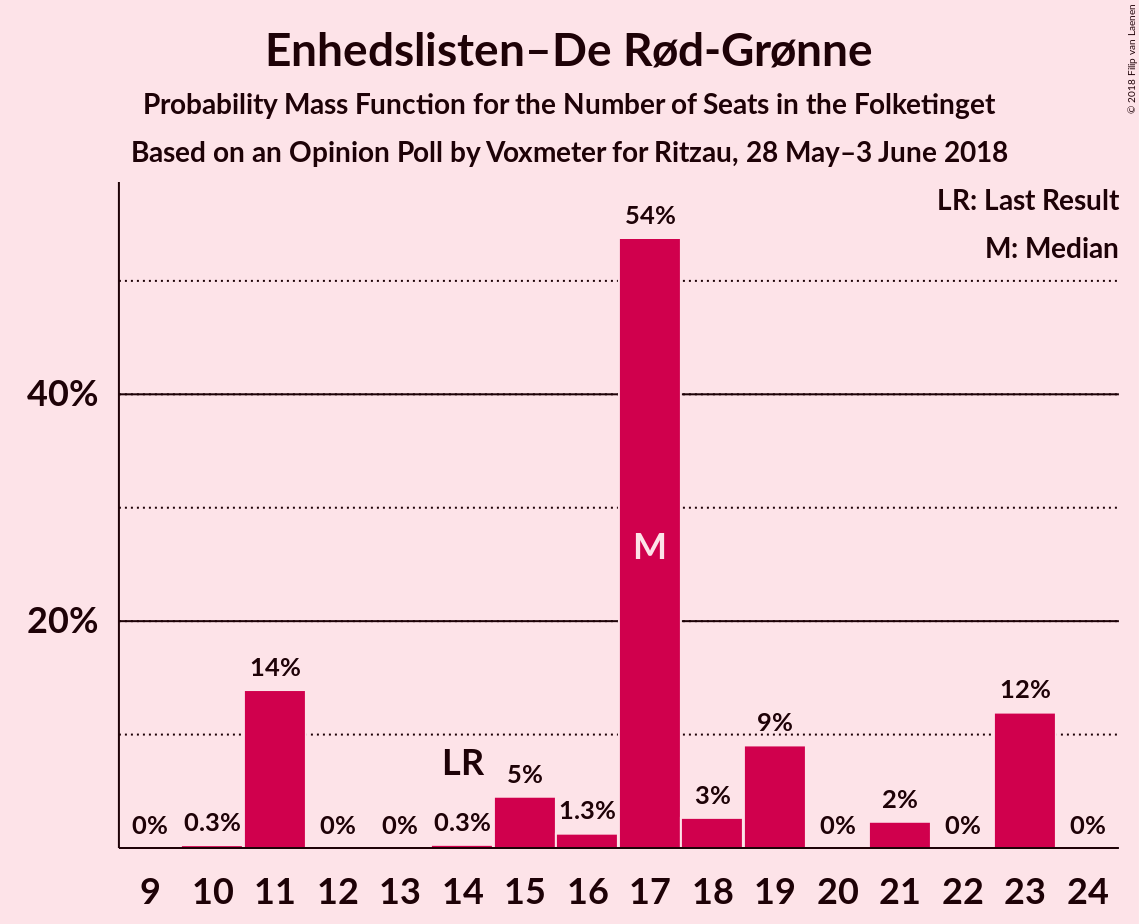 Enhedslisten–De Rød-Grønne
Probability Mass Function for the Number of Seats in the Folketinget
Based on an Opinion Poll by Voxmeter for Ritzau, 28 May–3 June 2018
© 2018 Filip van Laenen
LR: Last Result
M: Median
40%
20%
0%
0.3%
14%
0%
0%
LR
0.3%
5%
1.3%
54%
M
3%
9%
0%
2%
0%
12%
0%
9 10 11 12 13 14 15 16 17 18 19 20 21 22 23 24